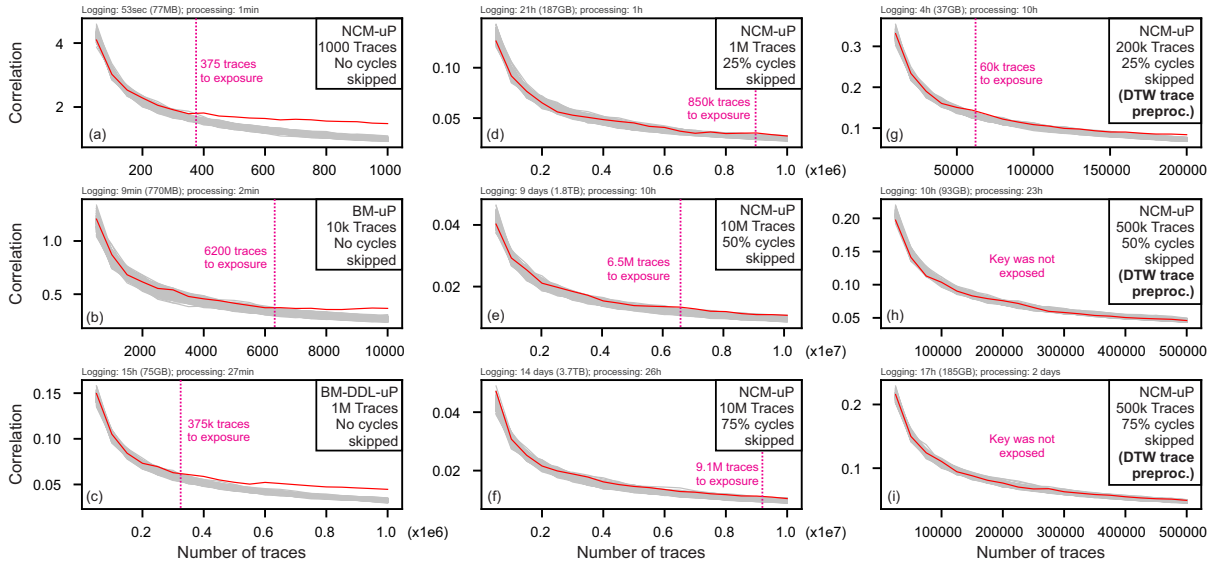 Logging: 53sec (77MB); processing: 1min
NCM-uP
1000 Traces
No cycles
skipped
375 traces
to exposure
Correlation
4
2
(a)
200
400
600
800
1000
Logging: 21h (187GB); processing: 1h
NCM-uP
1M Traces
25% cycles
skipped
850k traces
to exposure
0.10
0.05
(d)
0.2
0.4
0.6
0.8
1.0
(x1e6)
Logging: 4h (37GB); processing: 10h
NCM-uP
200k Traces
25% cycles
skipped
(DTW trace
preproc.)
60k traces
to exposure
0.3
0.2
0.1
(g)
50000
100000
150000
200000
Logging: 9min (770MB); processing: 2min
BM-uP
10k Traces
No cycles
skipped
6200 traces
to exposure
Correlation
1.0
0.5
(b)
2000
4000
6000
8000
10000
Logging: 9 days (1.8TB); processing: 10h
NCM-uP
10M Traces
50% cycles
skipped
6.5M traces
to exposure
0.04
0.02
(e)
0.2
0.4
0.6
0.8
1.0
(x1e7)
Logging: 10h (93GB); processing: 23h
NCM-uP
500k Traces
50% cycles
skipped
(DTW trace
preproc.)
Key was not
exposed
0.20
0.15
0.10
0.05
(h)
100000
200000
300000
400000
500000
Logging: 15h (75GB); processing: 27min
BM-DDL-uP
1M Traces
No cycles
skipped
375k traces
to exposure
Correlation
0.15
0.10
0.05
(c)
0.2
0.4
0.6
0.8
1.0
(x1e6)
Number of traces
Logging: 14 days (3.7TB); processing: 26h
NCM-uP
10M Traces
75% cycles
skipped
9.1M traces
to exposure
0.04
0.02
(f)
0.2
0.4
0.6
0.8
1.0
(x1e7)
Number of traces
Logging: 17h (185GB); processing: 2 days
NCM-uP
500k Traces
75% cycles
skipped
(DTW trace
preproc.)
Key was not
exposed
0.2
0.1
(i)
100000
200000
300000
400000
500000
Number of traces